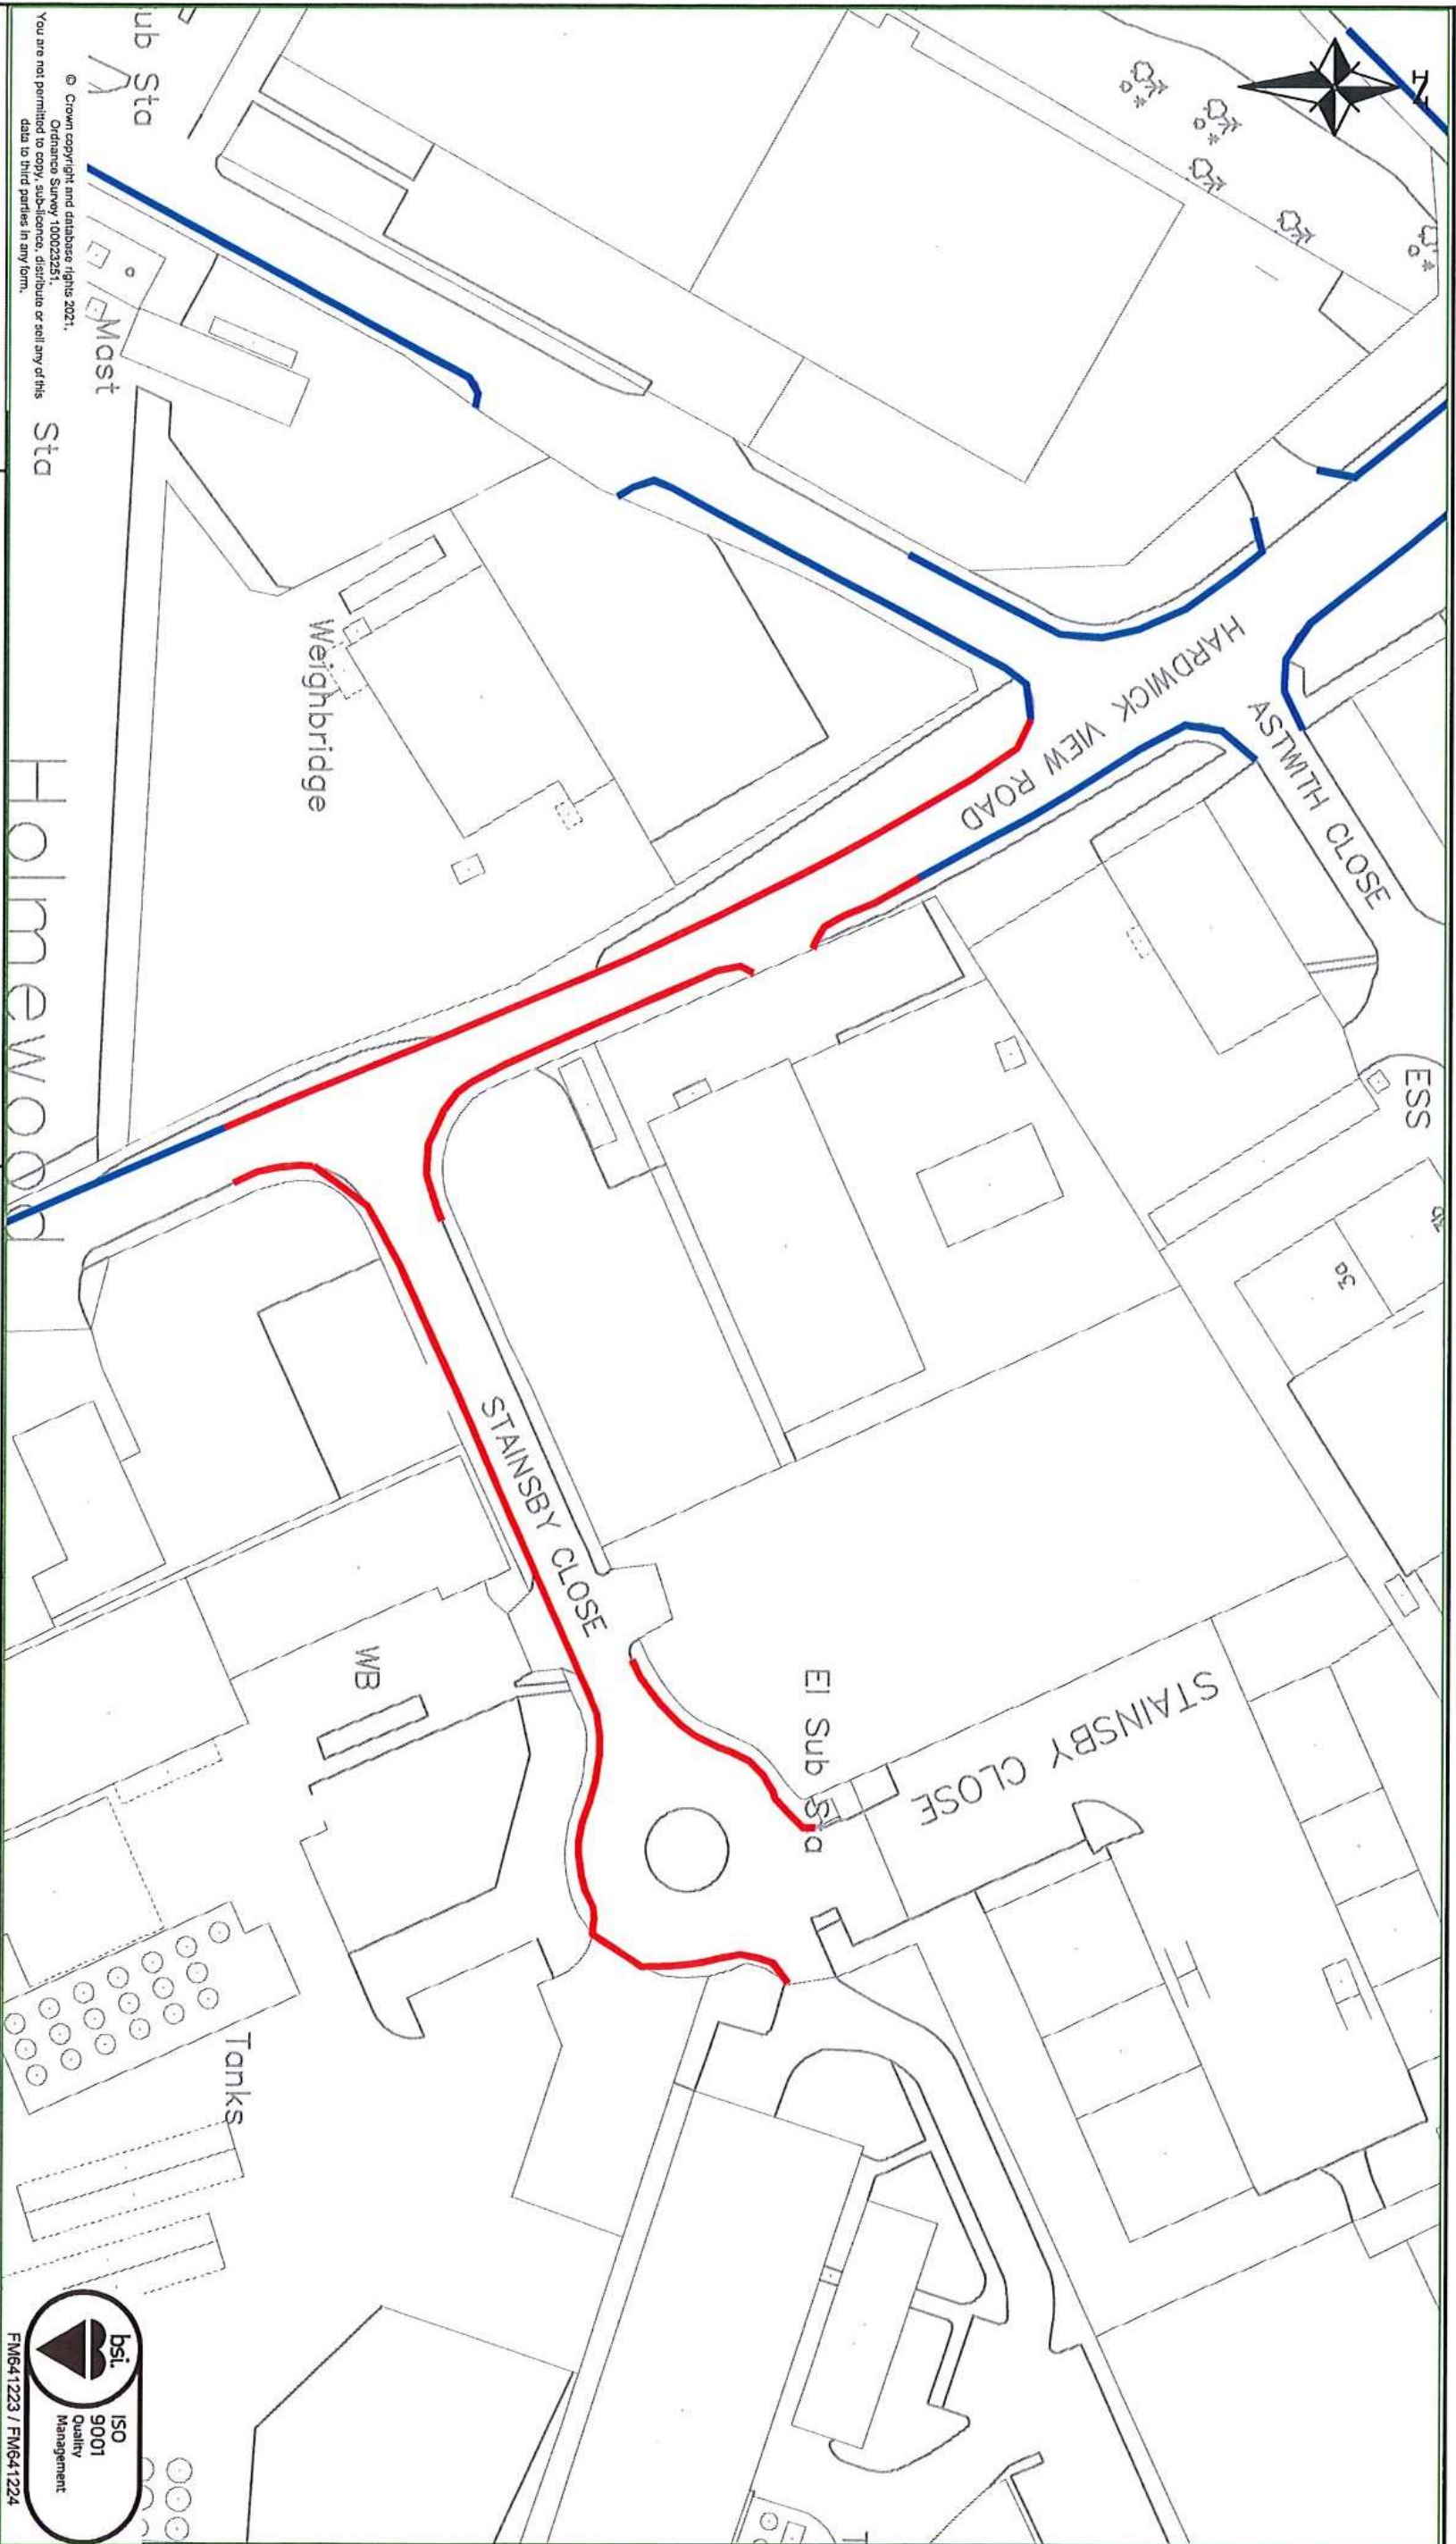 N
HARDWICK VIEW ROAD
ASTWITH CLOSE
ESS
3b
3a
STAINSBY CLOSE
El Sub Sta
STAINSBY CLOSE
Weighbridge
WB
Tanks
ub Sta
Mast
Sta
Holmewood
© Crown copyright and database rights 2021.
Ordnance Survey 100023251.
You are not permitted to copy, sub-licence, distribute or sell any of this
data to third parties in any form.
bsi.
ISO
9001
Quality
Management
FM641223 / FM641224